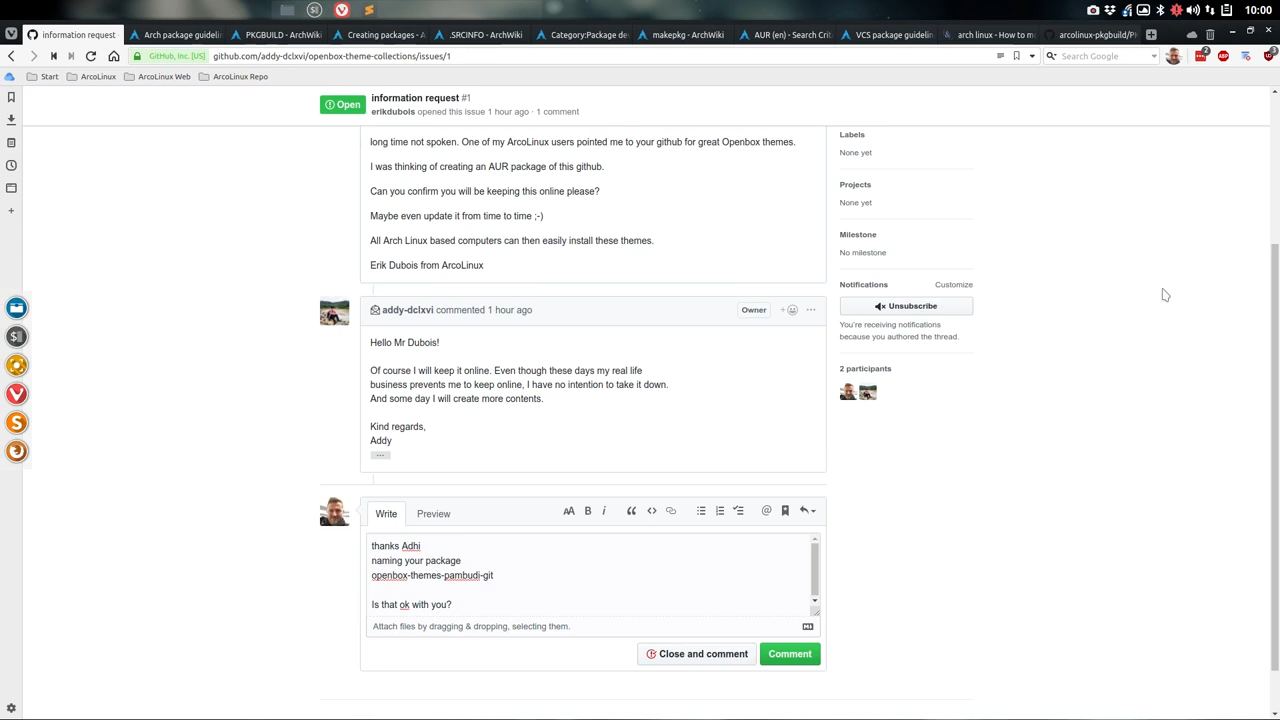 10:00
information request
Arch package guidelin
PKGBUILD - ArchWiki
Creating packages -
.SRCINFO - ArchWiki
Category:Package de
makepkg - ArchWiki
AUR (en) - Search Crit
VCS package guideline
arch linux - How to m
arcolinux-pkgbuild/P
GitHub, Inc. [US]
github.com/addy-dclxvi/openbox-theme-collections/issues/1
Search Google
2
ABP
3
Start
ArcoLinux
ArcoLinux Web
ArcoLinux Repo
Open
information request #1
erikdubois opened this issue 1 hour ago · 1 comment
long time not spoken. One of my ArcoLinux users pointed me to your github for great Openbox themes.
I was thinking of creating an AUR package of this github.
Can you confirm you will be keeping this online please?
Maybe even update it from time to time ;-)
All Arch Linux based computers can then easily install these themes.
Erik Dubois from ArcoLinux
Labels
None yet
Projects
None yet
Milestone
No milestone
Notifications
Customize
Unsubscribe
You're receiving notifications
because you authored the thread.
2 participants
addy-dclxvi commented 1 hour ago
Owner
Hello Mr Dubois!
Of course I will keep it online. Even though these days my real life
business prevents me to keep online, I have no intention to take it down.
And some day I will create more contents.
Kind regards,
Addy
...
Write
Preview
thanks Adhi
naming your package
openbox-themes-pambudi-git
Is that ok with you?
Attach files by dragging & dropping, selecting them.
Close and comment
Comment